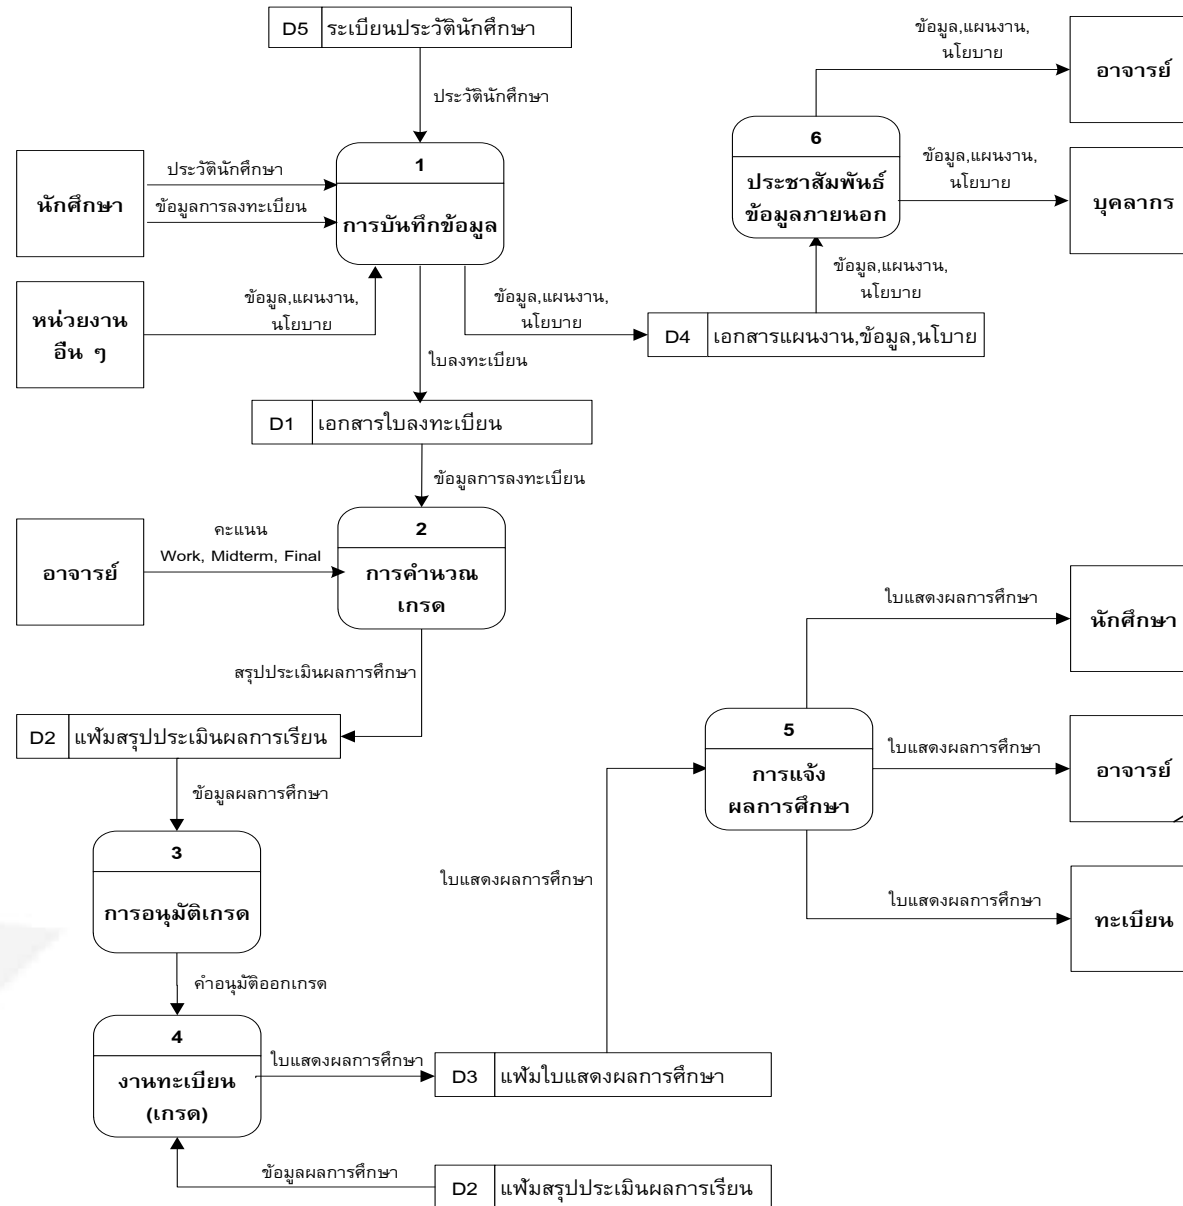 D5 ระเบียนประวัตินักศึกษา
ประวัตินักศึกษา
นักศึกษา
ประวัตินักศึกษา
ข้อมูลการลงทะเบียน
1
การบันทึกข้อมูล
หน่วยงาน
อื่น ๆ
ข้อมูล,แผนงาน,
นโยบาย
ข้อมูล,แผนงาน,
นโยบาย
ใบลงทะเบียน
D4 เอกสารแผนงาน,ข้อมูล,นโบาย
ข้อมูล,แผนงาน,
นโยบาย
6
ประชาสัมพันธ์
ข้อมูลภายนอก
ข้อมูล,แผนงาน,
นโยบาย
อาจารย์
ข้อมูล,แผนงาน,
นโยบาย
บุคลากร
D1 เอกสารใบลงทะเบียน
ข้อมูลการลงทะเบียน
อาจารย์
คะแนน
Work, Midterm, Final
2
การคำนวณ
เกรด
สรุปประเมินผลการศึกษา
D2 แฟ้มสรุปประเมินผลการเรียน
ข้อมูลผลการศึกษา
3
การอนุมัติเกรด
คำอนุมัติออกเกรด
4
งานทะเบียน
(เกรด)
ใบแสดงผลการศึกษา
D3 แฟ้มใบแสดงผลการศึกษา
ข้อมูลผลการศึกษา
D2 แฟ้มสรุปประเมินผลการเรียน
ใบแสดงผลการศึกษา
5
การแจ้ง
ผลการศึกษา
ใบแสดงผลการศึกษา
นักศึกษา
ใบแสดงผลการศึกษา
อาจารย์
ใบแสดงผลการศึกษา
ทะเบียน